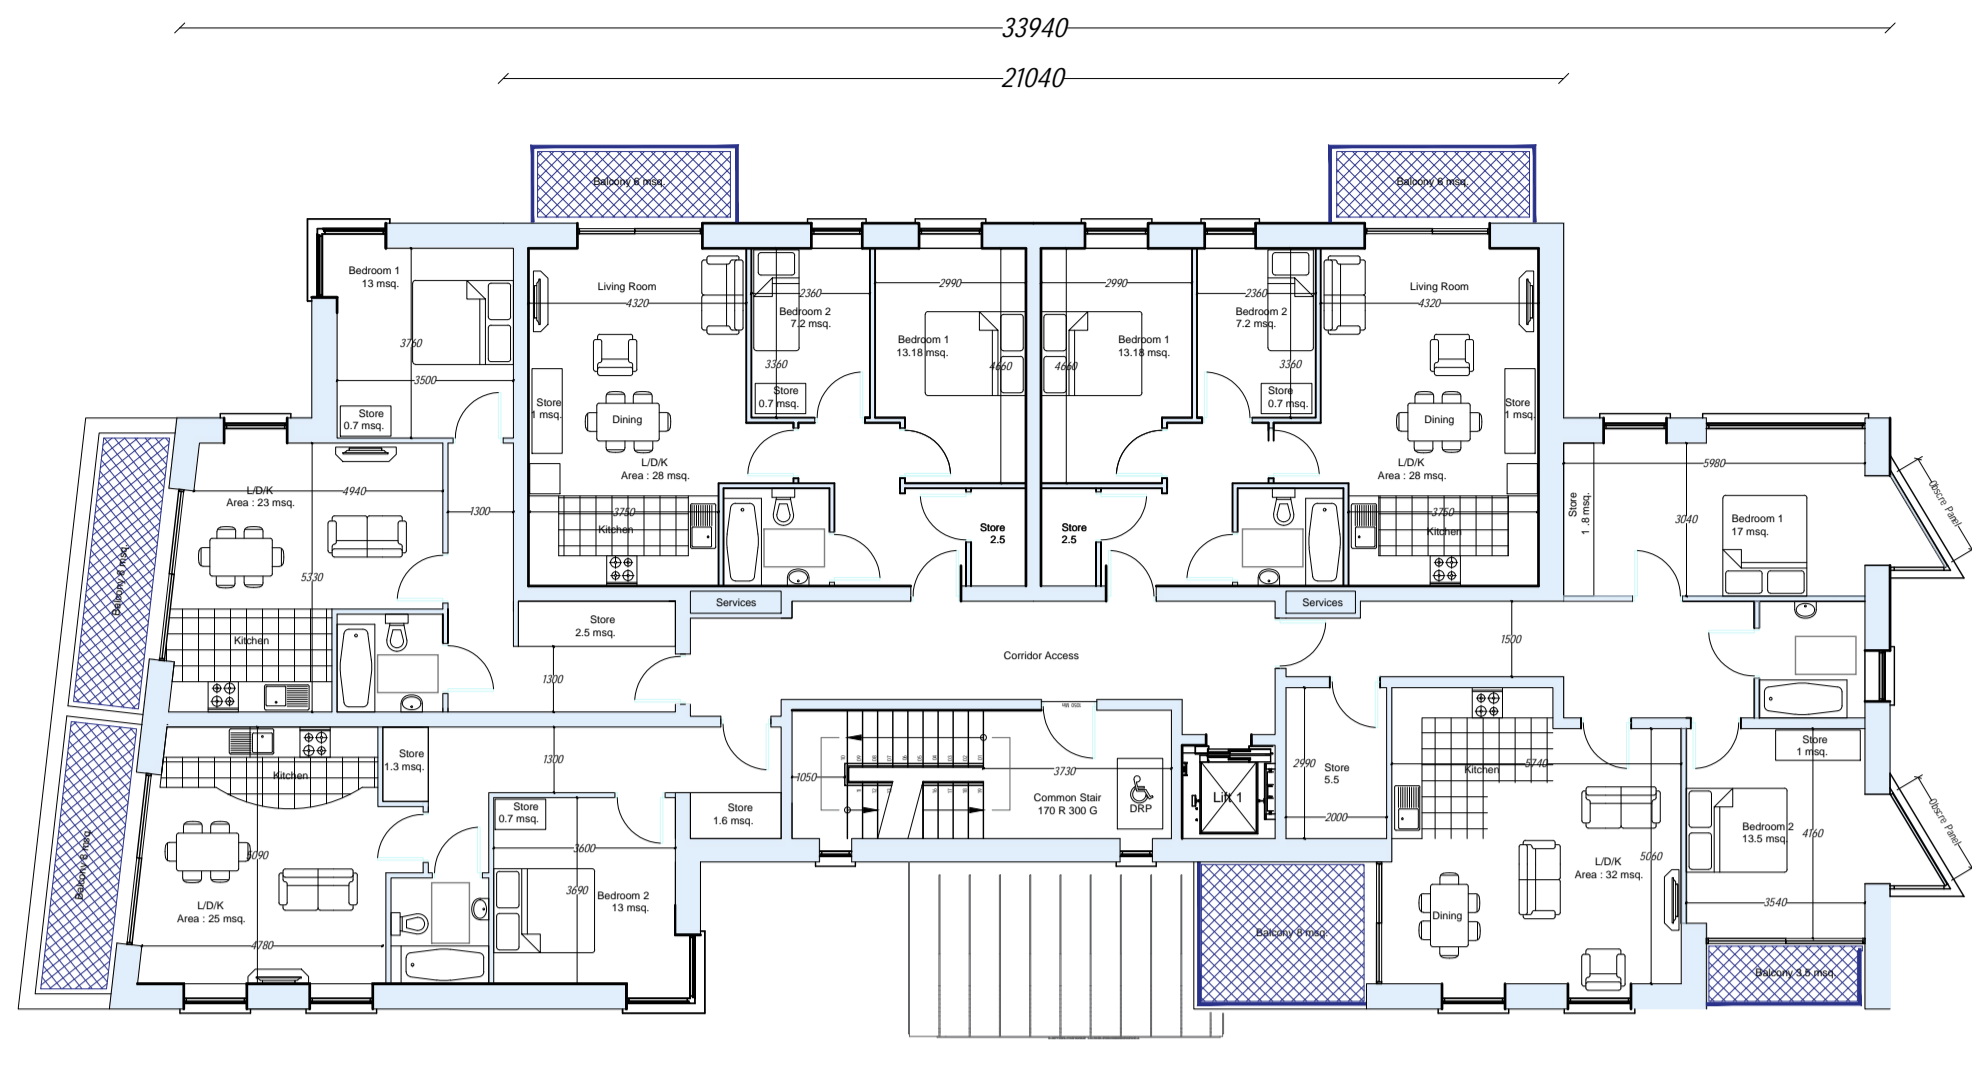 33940
21040
Balcony 6 msq.
Balcony 6 msq.
Bedroom 1
13 msq.
3760
3500
Store
0.7 msq.
Living Room
4320
Store
1 msq.
Dining
L/D/K
Area : 28 msq.
3750
Kitchen
2360
Bedroom 2
7.2 msq.
3360
Store
0.7 msq.
2990
Bedroom 1
13.18 msq.
4660
Store
2.5
2990
Bedroom 1
13.18 msq.
4660
Store
2.5
2360
Bedroom 2
7.2 msq.
3360
Store
0.7 msq.
Living Room
4320
Store
1 msq.
Dining
L/D/K
Area : 28 msq.
3750
Kitchen
5980
Store
1 .8 msq.
3040
Bedroom 1
17 msq.
Obscre Panel
L/D/K
Area : 23 msq.
4940
1300
5330
Balcony 8 msq.
Kitchen
Store
2.5 msq.
1300
Services
Services
Corridor Access
1500
Kitchen
Store
1.3 msq.
1300
5090
L/D/K
Area : 25 msq.
4780
Balcony 8 msq.
Store
0.7 msq.
3600
3690
Bedroom 2
13 msq.
Store
1.6 msq.
1050
3730
Common Stair
170 R 300 G
DRP
Lift 1
2990
Store
5.5
2000
Kitchen
5740
L/D/K
Area : 32 msq.
5060
Dining
Balcony 8 msq.
Store
1 msq.
Bedroom 2
13.5 msq.
4160
3540
Balcony 3.5 msq.
Obscre Panel